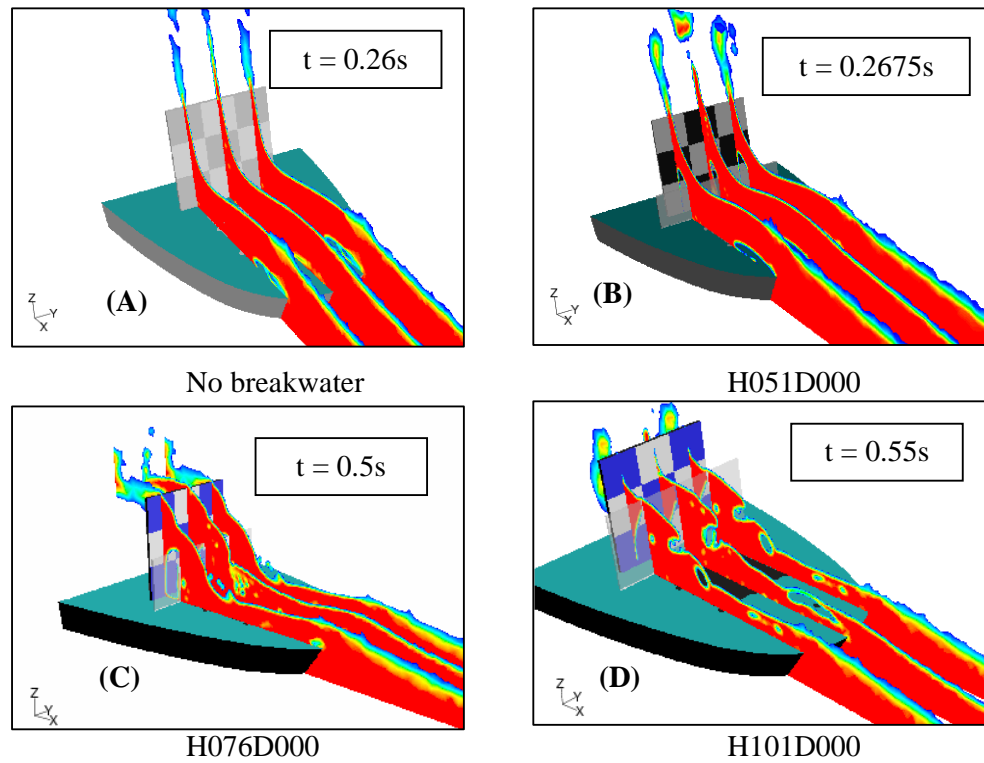 t = 0.26s
t = 0.2675s
Z
Y
X
(A)
Z
Y
X
(B)
No breakwater
H051D000
t = 0.5s
t = 0.55s
Z
Y
X
(C)
Z
Y
X
(D)
H076D000
H101D000